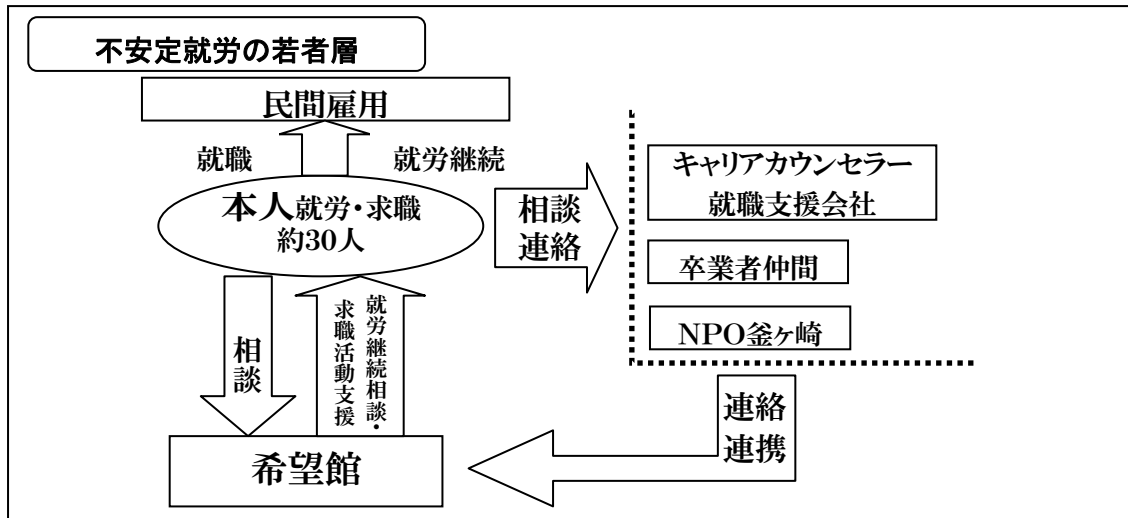 不安定就労の若者層
民間雇用
就職
就労継続
本人就労・求職
約30人
相談
連絡
キャリアカウンセラー
就職支援会社
卒業者仲間
NPO釜ヶ崎
相談
就労継続相談・
求職活動支援
連絡
連携
希望館